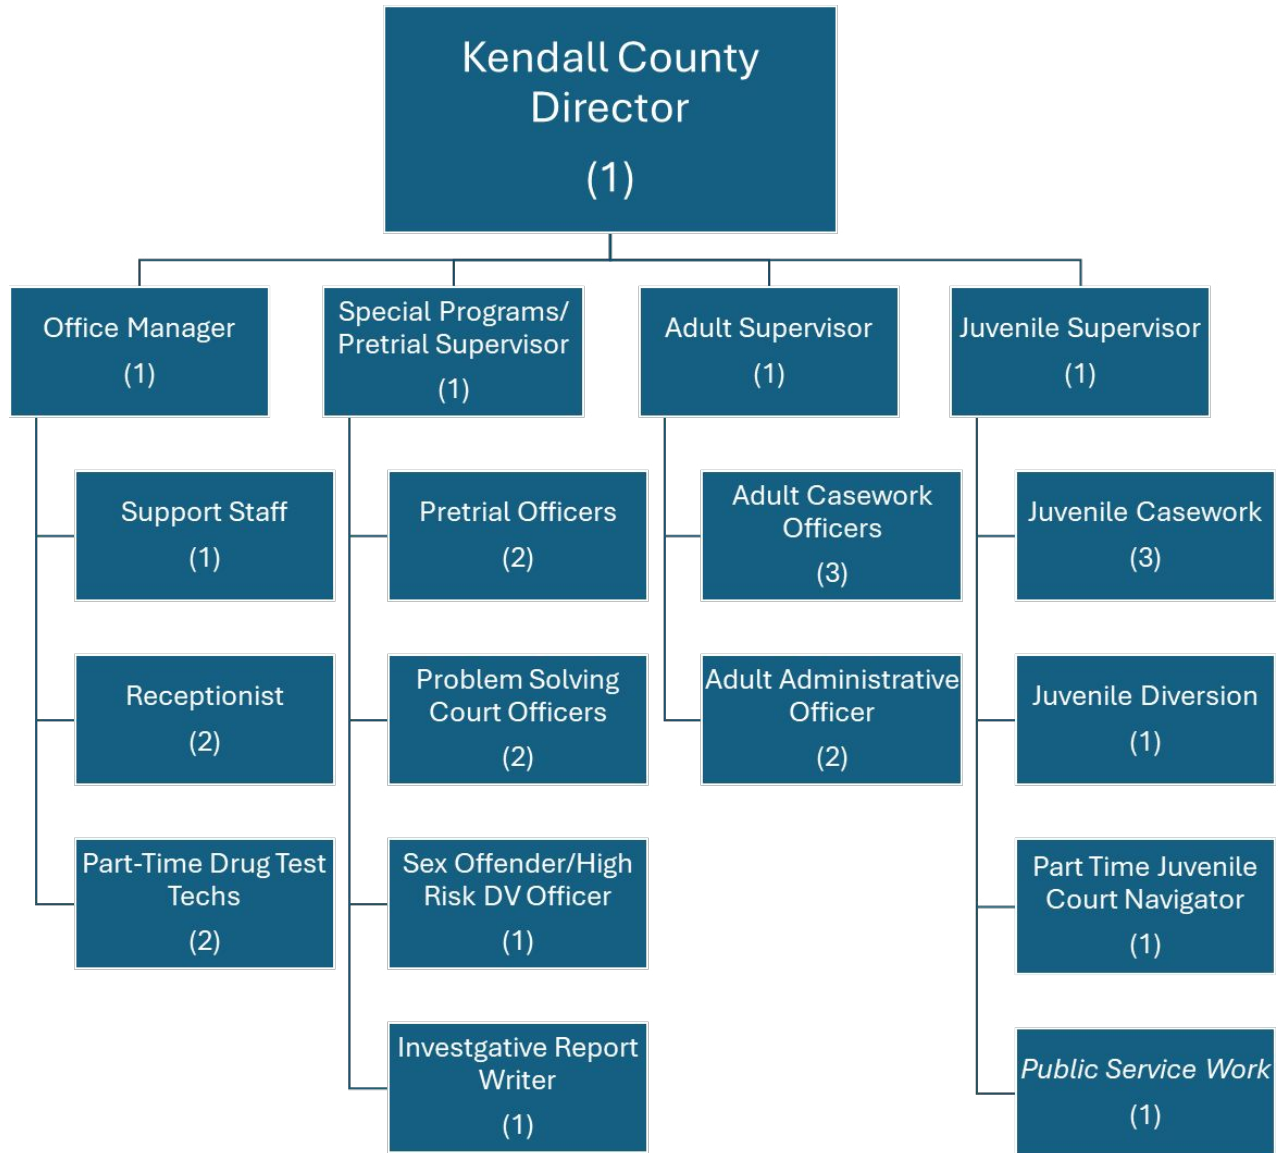 Kendall County
Director
(1)
Office Manager
(1)
Special Programs/
Pretrial Supervisor
(1)
Adult Supervisor
(1)
Juvenile Supervisor
(1)
Support Staff
(1)
Receptionist
(2)
Part-Time Drug Test
Techs
(2)
Pretrial Officers
(2)
Problem Solving
Court Officers
(2)
Sex Offender/High
Risk DV Officer
(1)
Investgative Report
Writer
(1)
Adult Casework
Officers
(3)
Adult Administrative
Officer
(2)
Juvenile Casework
(3)
Juvenile Diversion
(1)
Part Time Juvenile
Court Navigator
(1)
Public Service Work
(1)